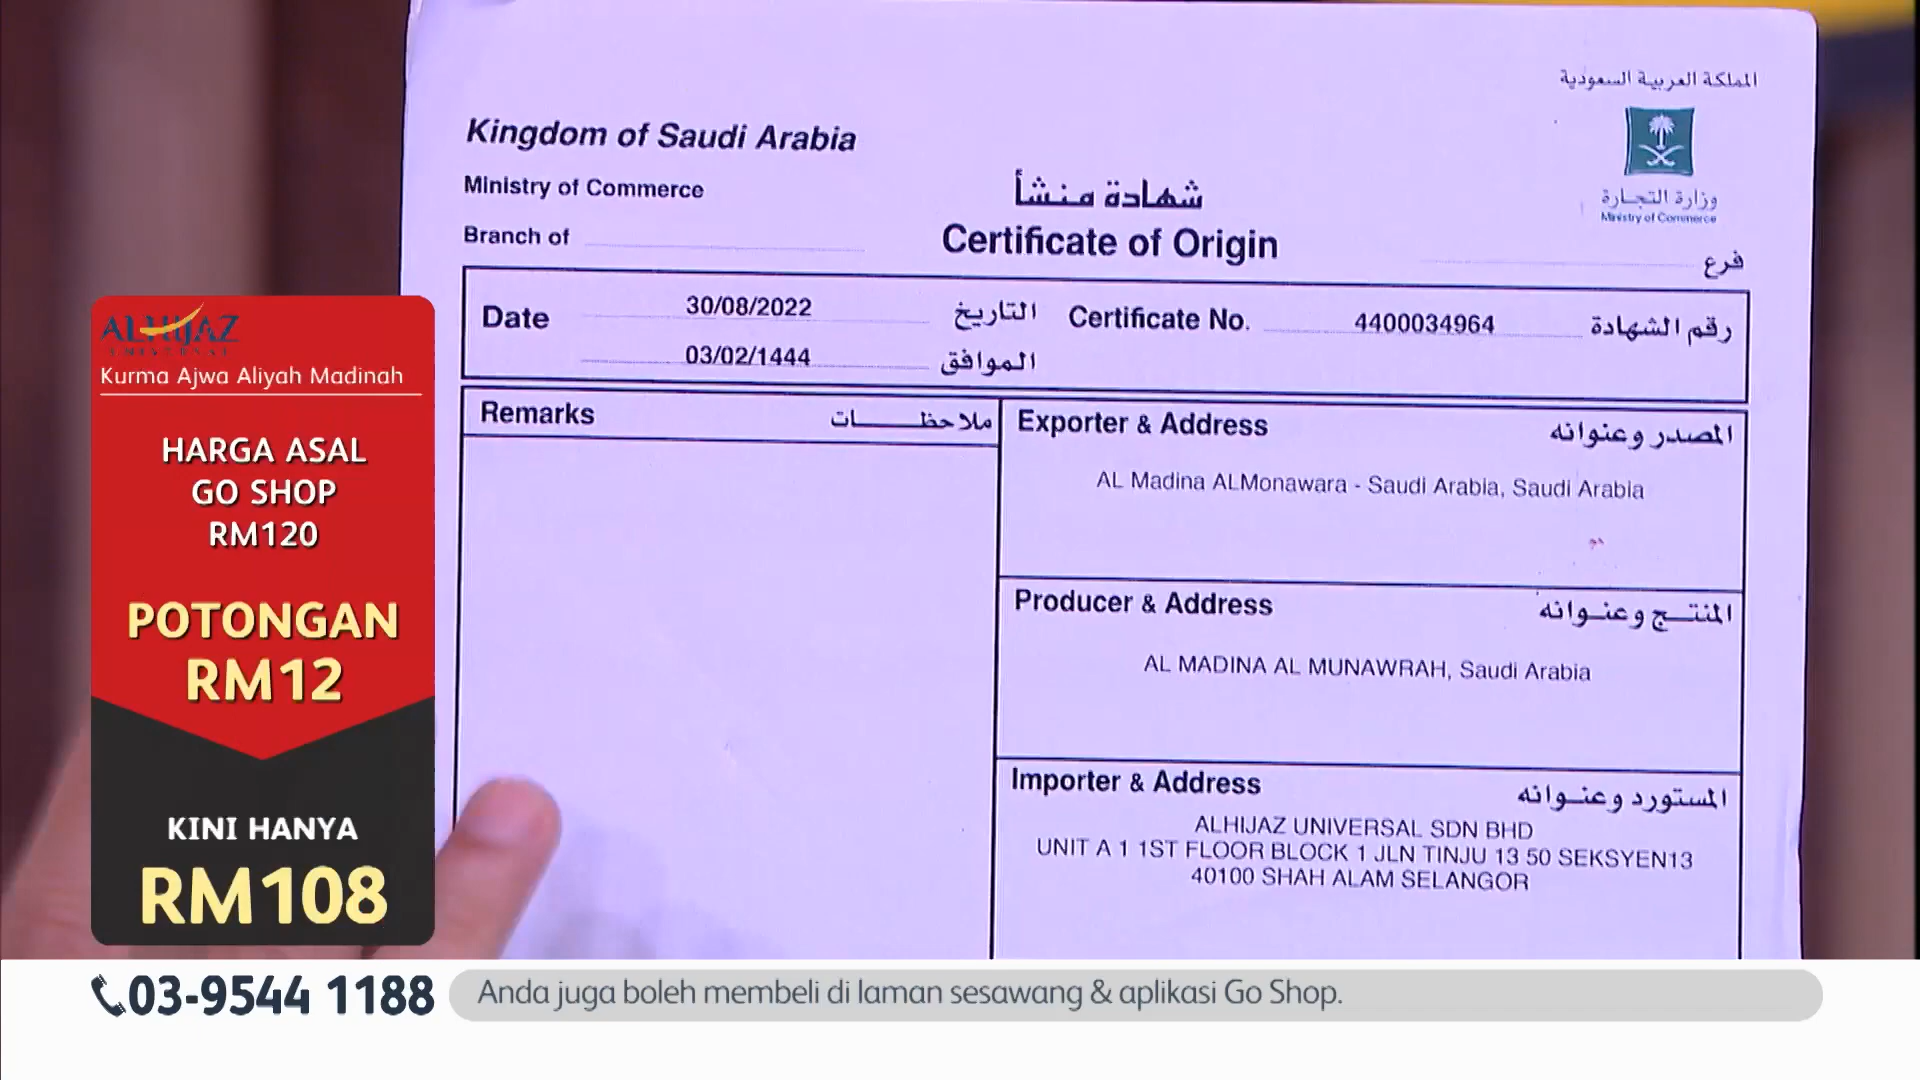 المملكة العربية السعودية
Kingdom of Saudi Arabia
Ministry of Commerce
شهادة منشأ
وزارة التجارة
Ministry of Commerce
Branch of
Certificate of Origin
فرع
Date 30/08/2022 التاريخ
Certificate No. 4400034964 رقم الشهادة
03/02/1444 الموافق
Remarks ملاحظات
Exporter & Address المصدر وعنوانه
AL Madina ALMonawara - Saudi Arabia, Saudi Arabia
Producer & Address المنتج وعنوانه
AL MADINA AL MUNAWRAH, Saudi Arabia
Importer & Address المستورد وعنوانه
ALHIJAZ UNIVERSAL SDN BHD
UNIT A 1 1ST FLOOR BLOCK 1 JLN TINJU 13 50 SEKSYEN13
40100 SHAH ALAM SELANGOR
ALHIJAZ
Kurma Ajwa Aliyah Madinah
HARGA ASAL
GO SHOP
RM120
POTONGAN
RM12
KINI HANYA
RM108
03-9544 1188
Anda juga boleh membeli di laman sesawang & aplikasi Go Shop.